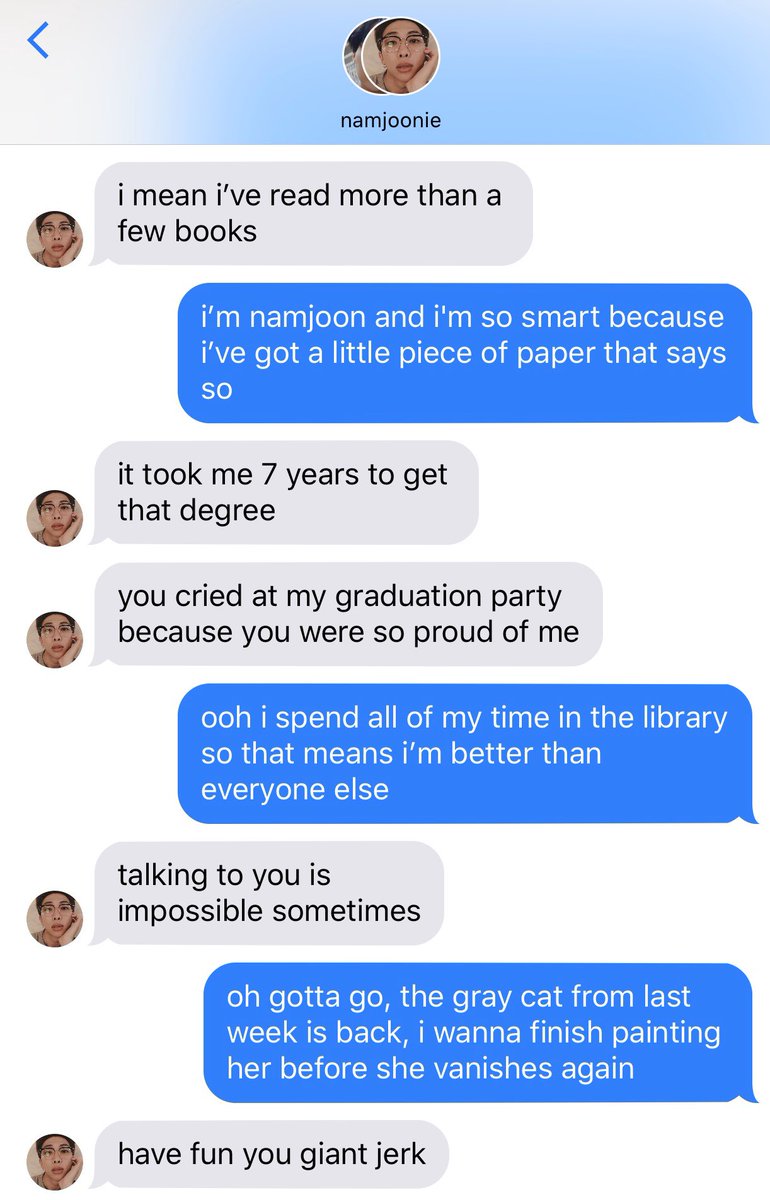 namjoonie
i mean i’ve read more than a
few books
i’m namjoon and i'm so smart because
i’ve got a little piece of paper that says
so
it took me 7 years to get
that degree
you cried at my graduation party
because you were so proud of me
ooh i spend all of my time in the library
so that means i’m better than
everyone else
talking to you is
impossible sometimes
oh gotta go, the gray cat from last
week is back, i wanna finish painting
her before she vanishes again
have fun you giant jerk